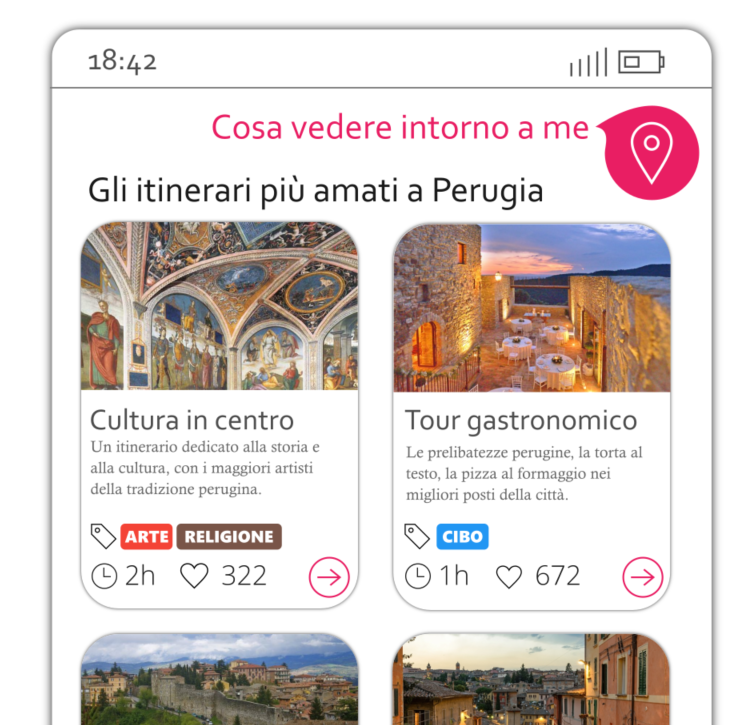 18:42
Cosa vedere intorno a me
Gli itinerari più amati a Perugia
Cultura in centro
Un itinerario dedicato alla storia e
alla cultura, con i maggiori artisti
della tradizione perugina.
ARTE RELIGIONE
2h 322
Tour gastronomico
Le prelibatezze perugine, la torta al
testo, la pizza al formaggio nei
migliori posti della città.
CIBO
1h 672